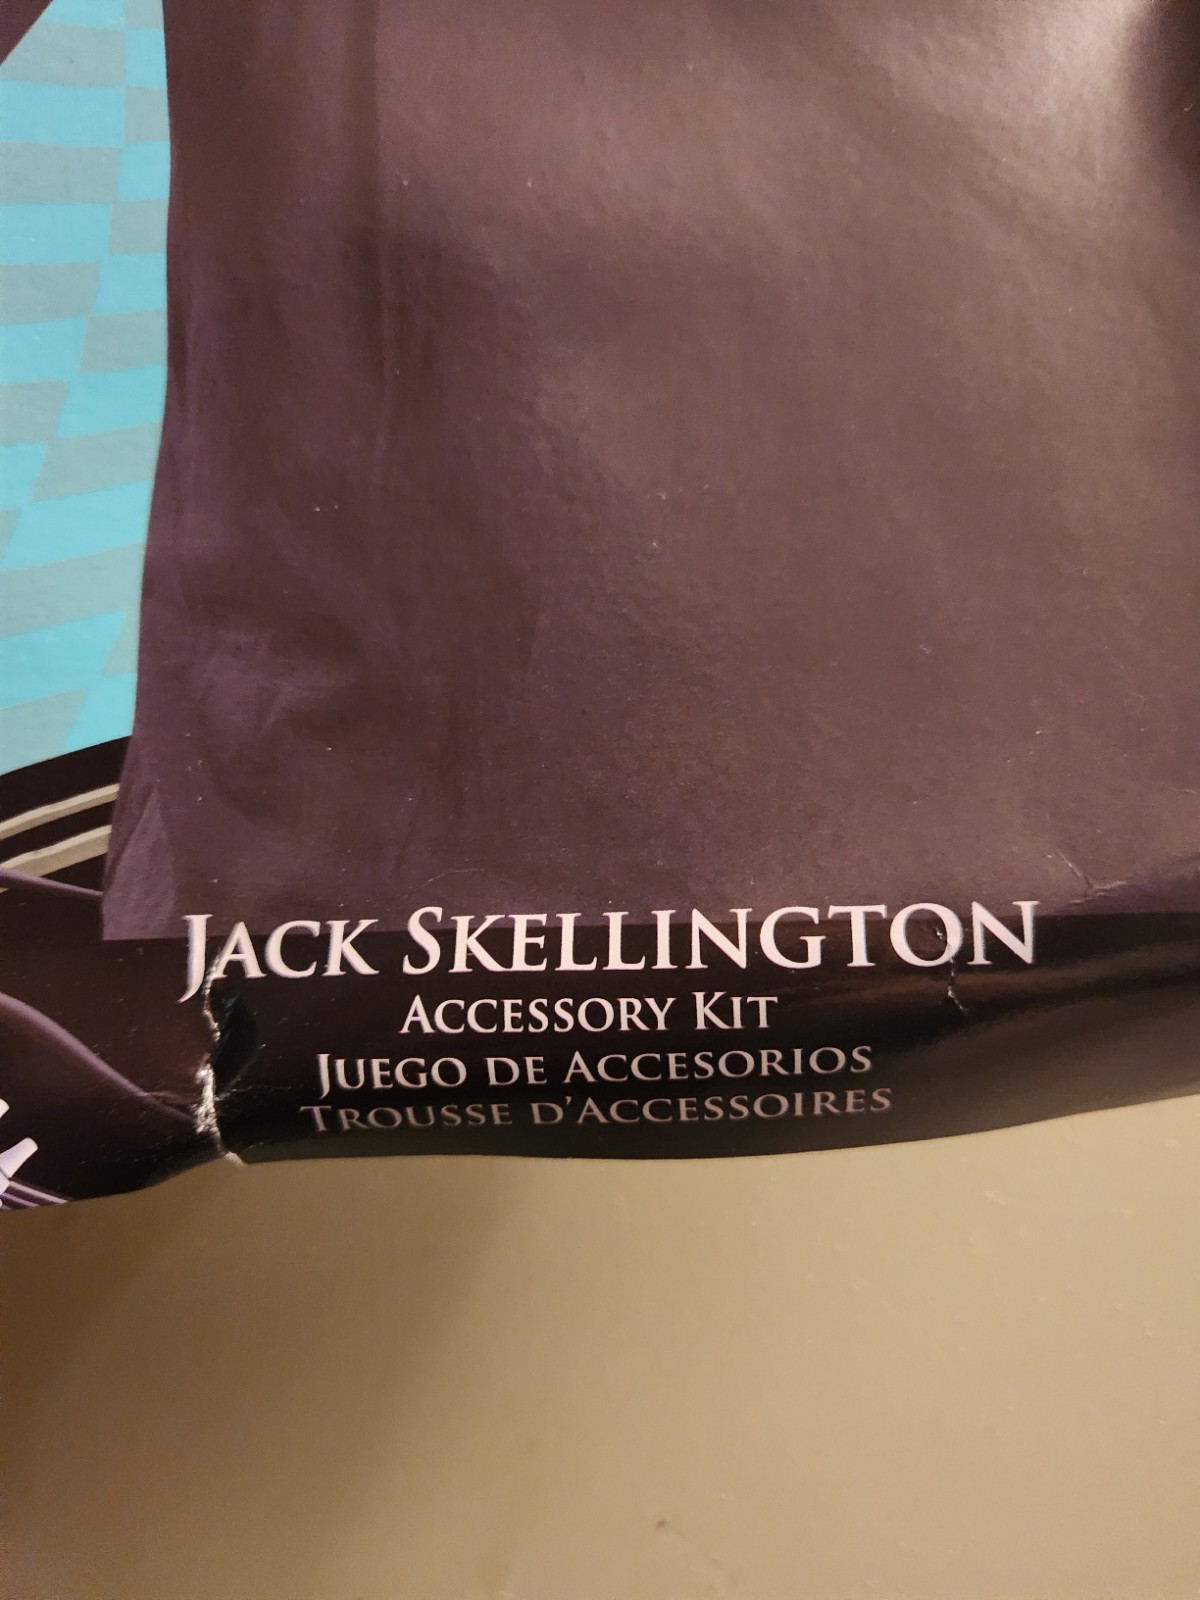 Jack Skellington
Accessory Kit
Juego de Accesorios
Trousse d'Accessoires